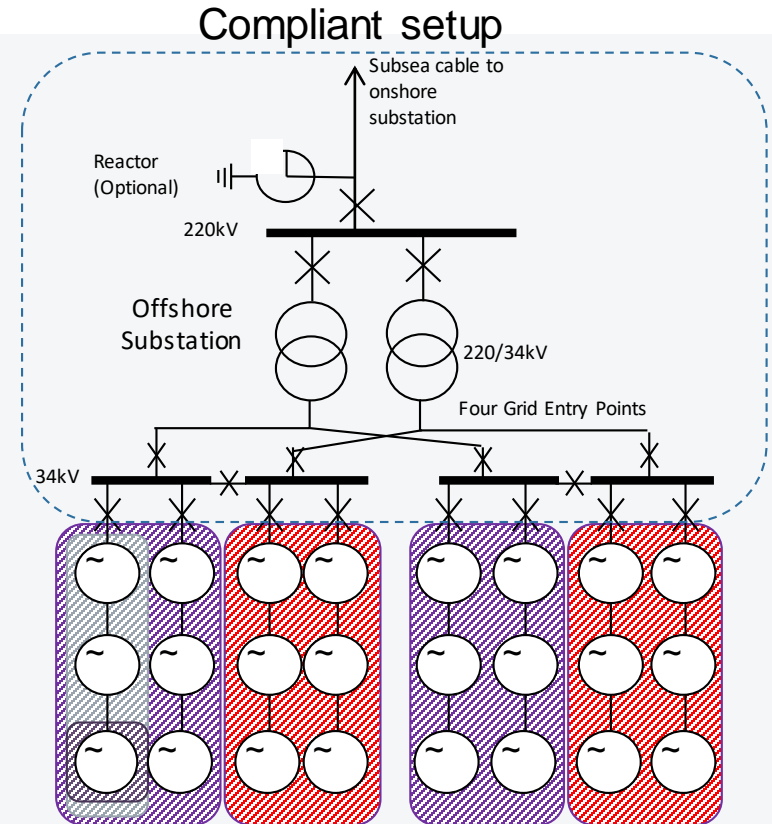 Compliant setup
Subsea cable to
onshore
substation
Reactor
(Optional)
220kV
Offshore
Substation
220/34kV
Four Grid Entry Points
34kV
~ ~ ~ ~ ~ ~ ~ ~
~ ~ ~ ~ ~ ~ ~ ~
~ ~ ~ ~ ~ ~ ~ ~